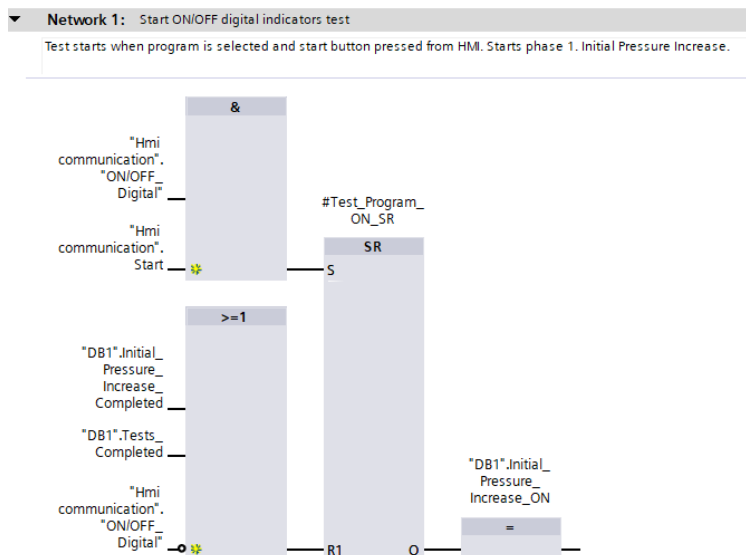 Network 1: Start ON/OFF digital indicators test
Test starts when program is selected and start button pressed from HMI. Starts phase 1. Initial Pressure Increase.
&
"Hmi
communication".
"ON/OFF_
Digital"
"Hmi
communication".
Start
#Test_Program_
ON_SR
SR
S
>=1
"DB1".Initial_
Pressure_
Increase_
Completed
"DB1".Tests_
Completed
"Hmi
communication".
"ON/OFF_
Digital"
R1
Q
"DB1".Initial_
Pressure_
Increase_ON
=